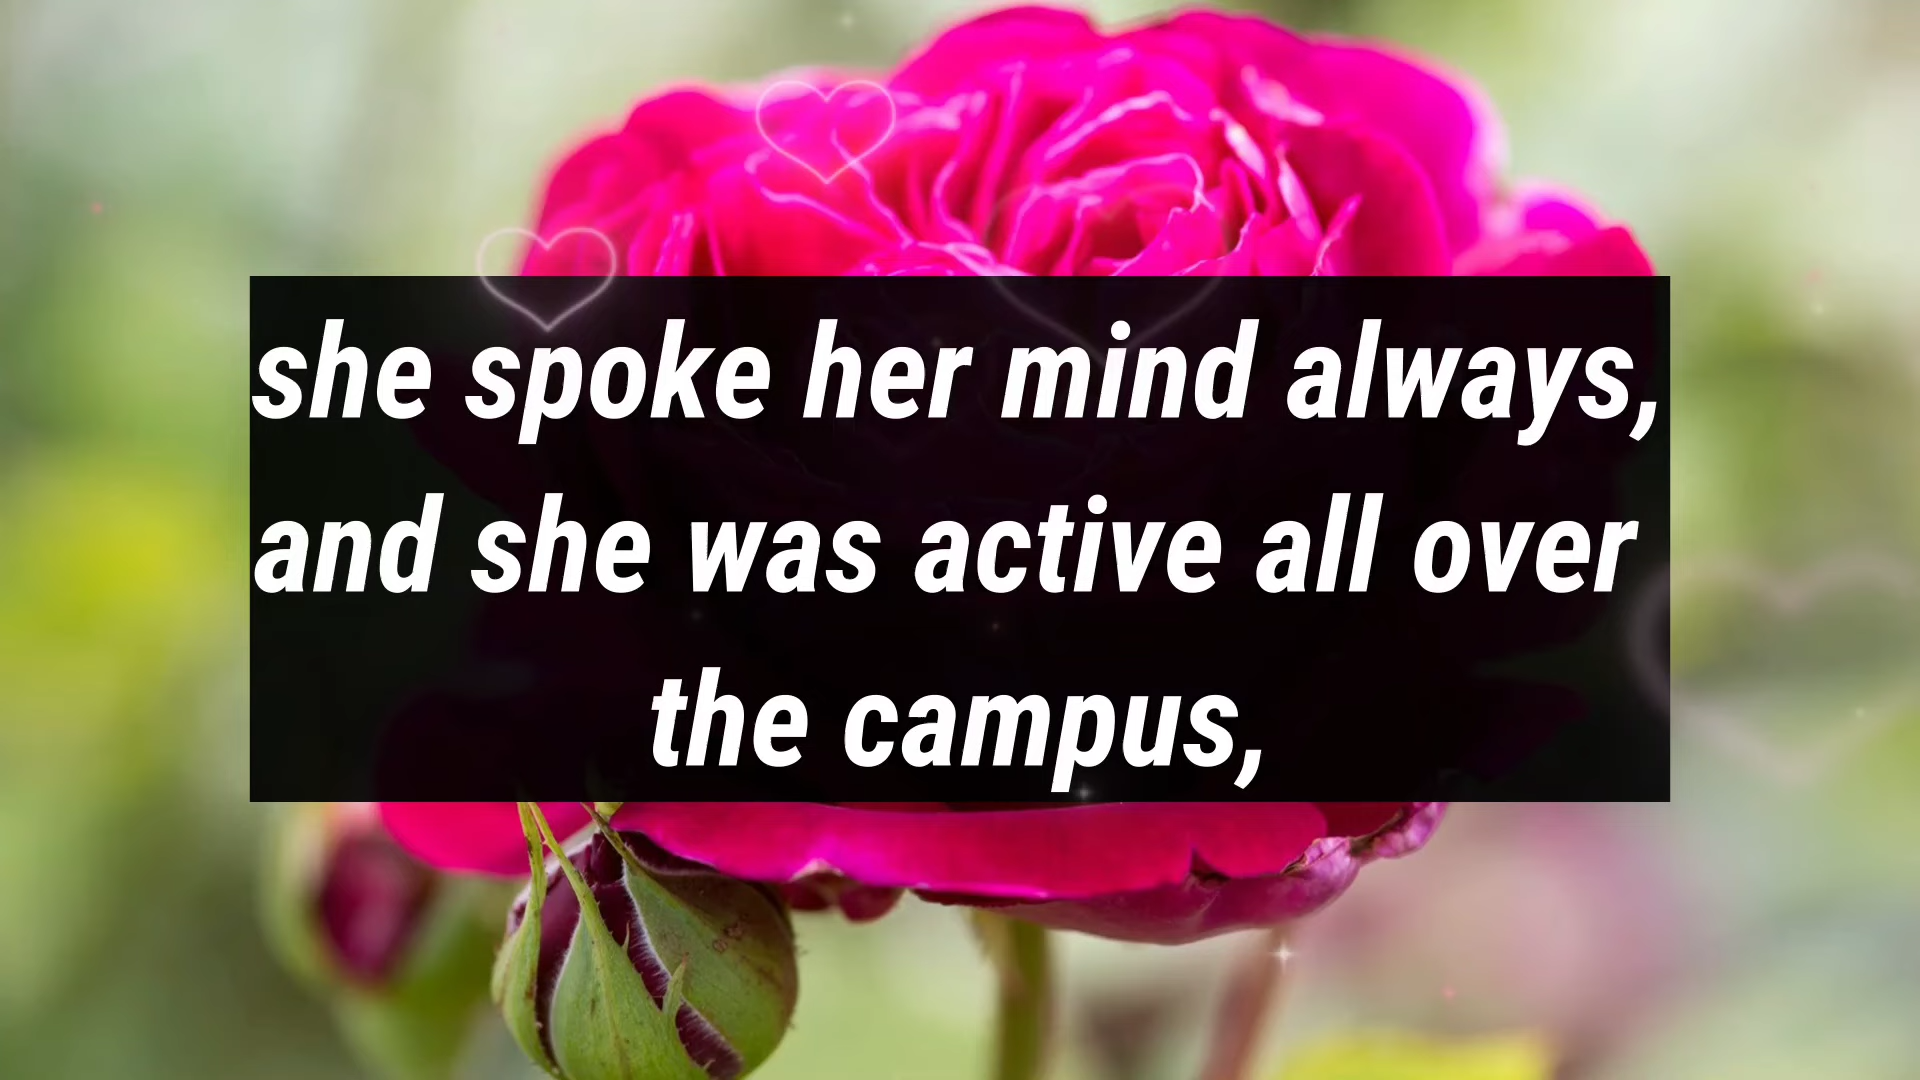 she spoke her mind always,
and she was active all over
the campus,